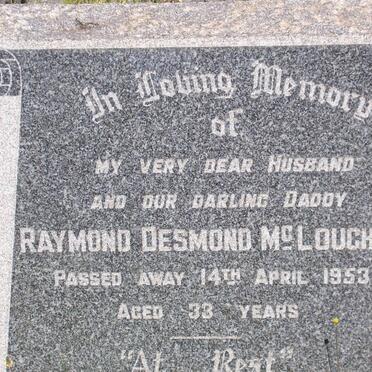 In Loving Memory
of
MY VERY DEAR HUSBAND
AND OUR DARLING DADDY
RAYMOND DESMOND McLOUGH
PASSED AWAY 14TH APRIL 1953
AGED 33 YEARS
"At Rest"